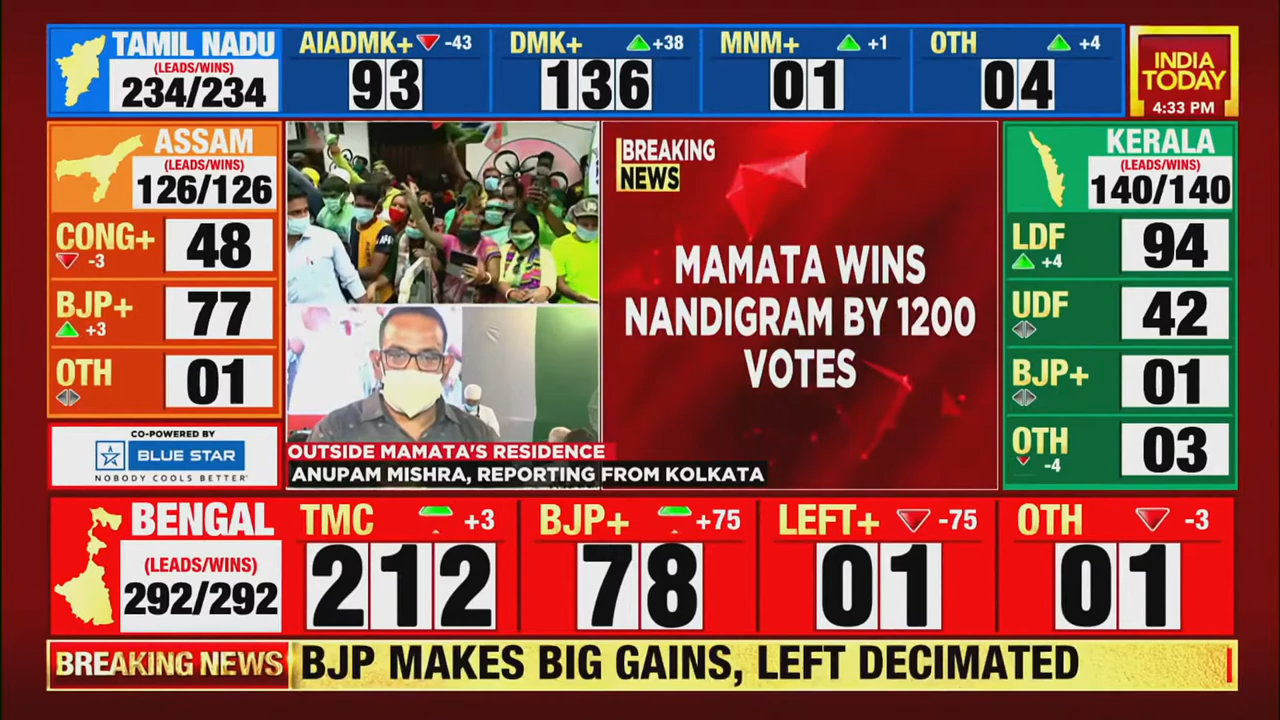 TAMIL NADU
(LEADS/WINS)
234/234
AIADMK+ -43
93
DMK+ +38
136
MNM+ +1
01
OTH +4
04
INDIA
TODAY
4:33 PM
ASSAM
(LEADS/WINS)
126/126
CONG+ 48
-3
BJP+ 77
+3
OTH 01
CO-POWERED BY
BLUE STAR
NOBODY COOLS BETTER
BREAKING
NEWS
MAMATA WINS
NANDIGRAM BY 1200
VOTES
OUTSIDE MAMATA'S RESIDENCE
ANUPAM MISHRA, REPORTING FROM KOLKATA
KERALA
(LEADS/WINS)
140/140
LDF 94
+4
UDF 42
BJP+ 01
OTH 03
-4
BENGAL
(LEADS/WINS)
292/292
TMC +3
212
BJP+ +75
78
LEFT+ -75
01
OTH -3
01
BREAKING NEWS BJP MAKES BIG GAINS, LEFT DECIMATED